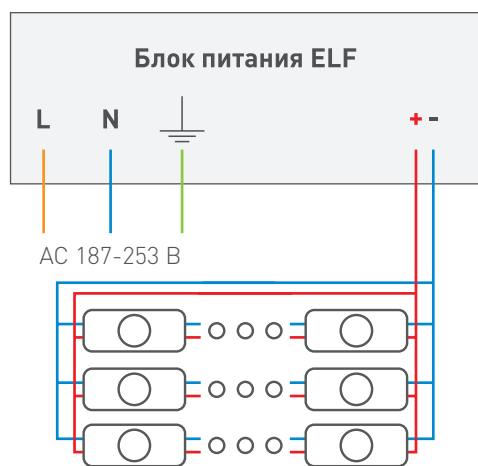 Блок питания ELF
L N + -
AC 187-253 В